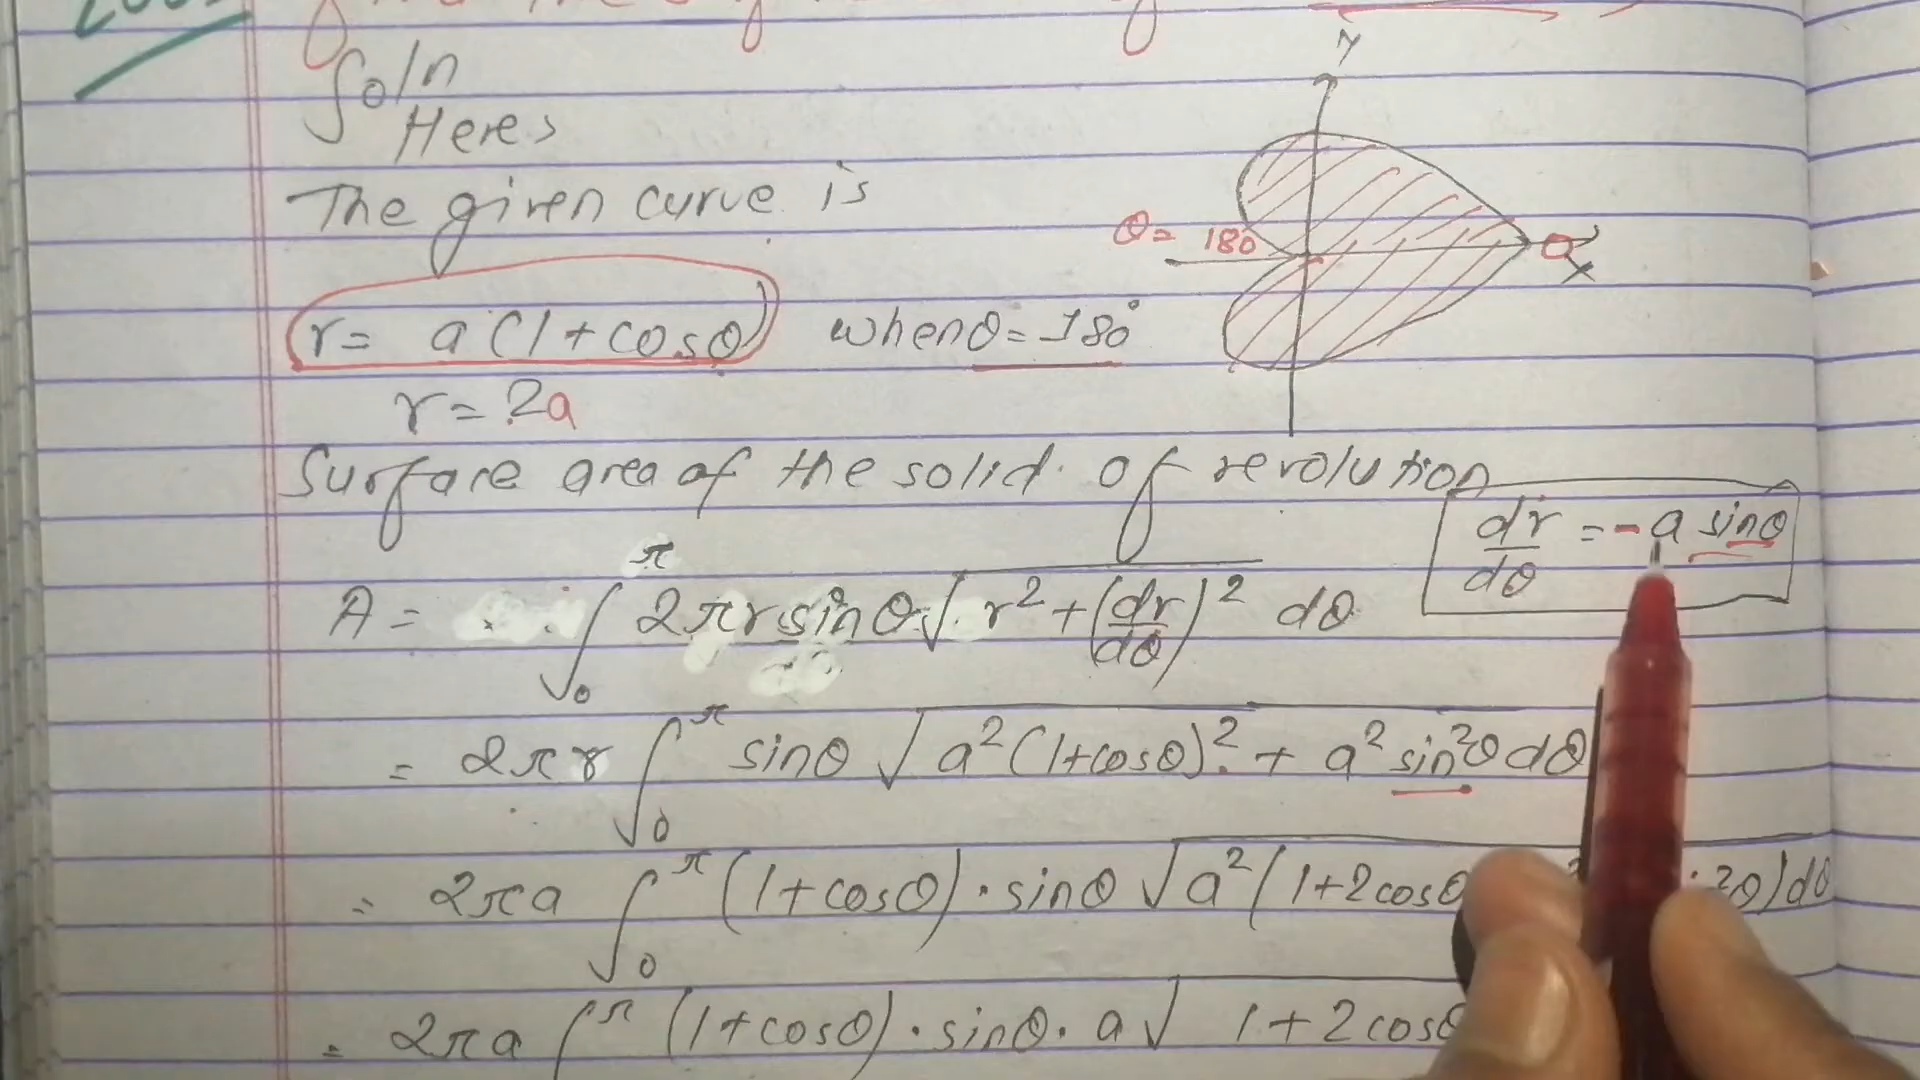 Soln
Here,
The given curve is
r = a(1+cosθ) when θ = 180°
r = 2a
Y
θ = 180
0
X
Surface area of the solid of revolution
dr/dθ = -a sinθ
A = ∫₀^π 2πr sinθ √(r² + (dr/dθ)²) dθ
= 2πr ∫₀^π sinθ √(a²(1+cosθ)² + a² sin²θ) dθ
= 2πa ∫₀^π (1+cosθ)·sinθ √(a²(1+2cosθ ²θ) dθ
= 2πa ∫^π (1+cosθ)·sinθ·a√ 1+2cosθ